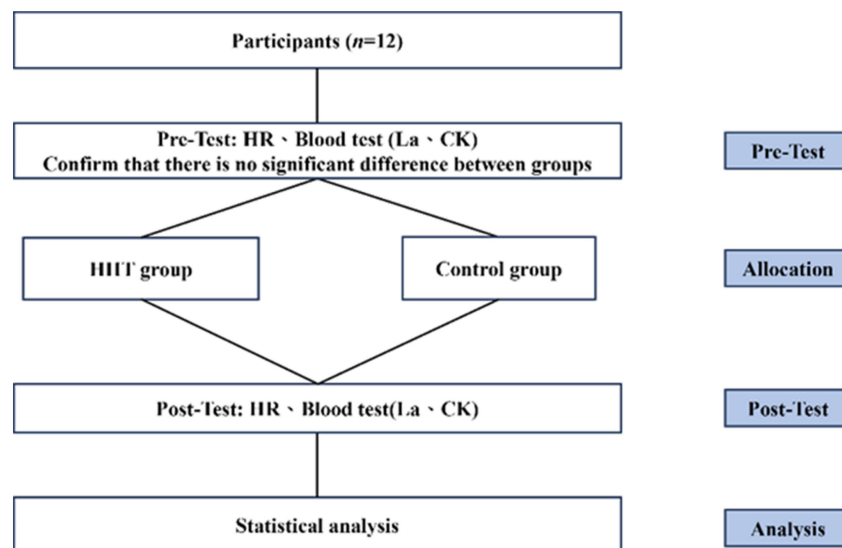 Participants (n=12)
Pre-Test: HR、Blood test (La、CK)
Confirm that there is no significant difference between groups
Pre-Test
HIIT group
Control group
Allocation
Post-Test: HR、Blood test(La、CK)
Post-Test
Statistical analysis
Analysis